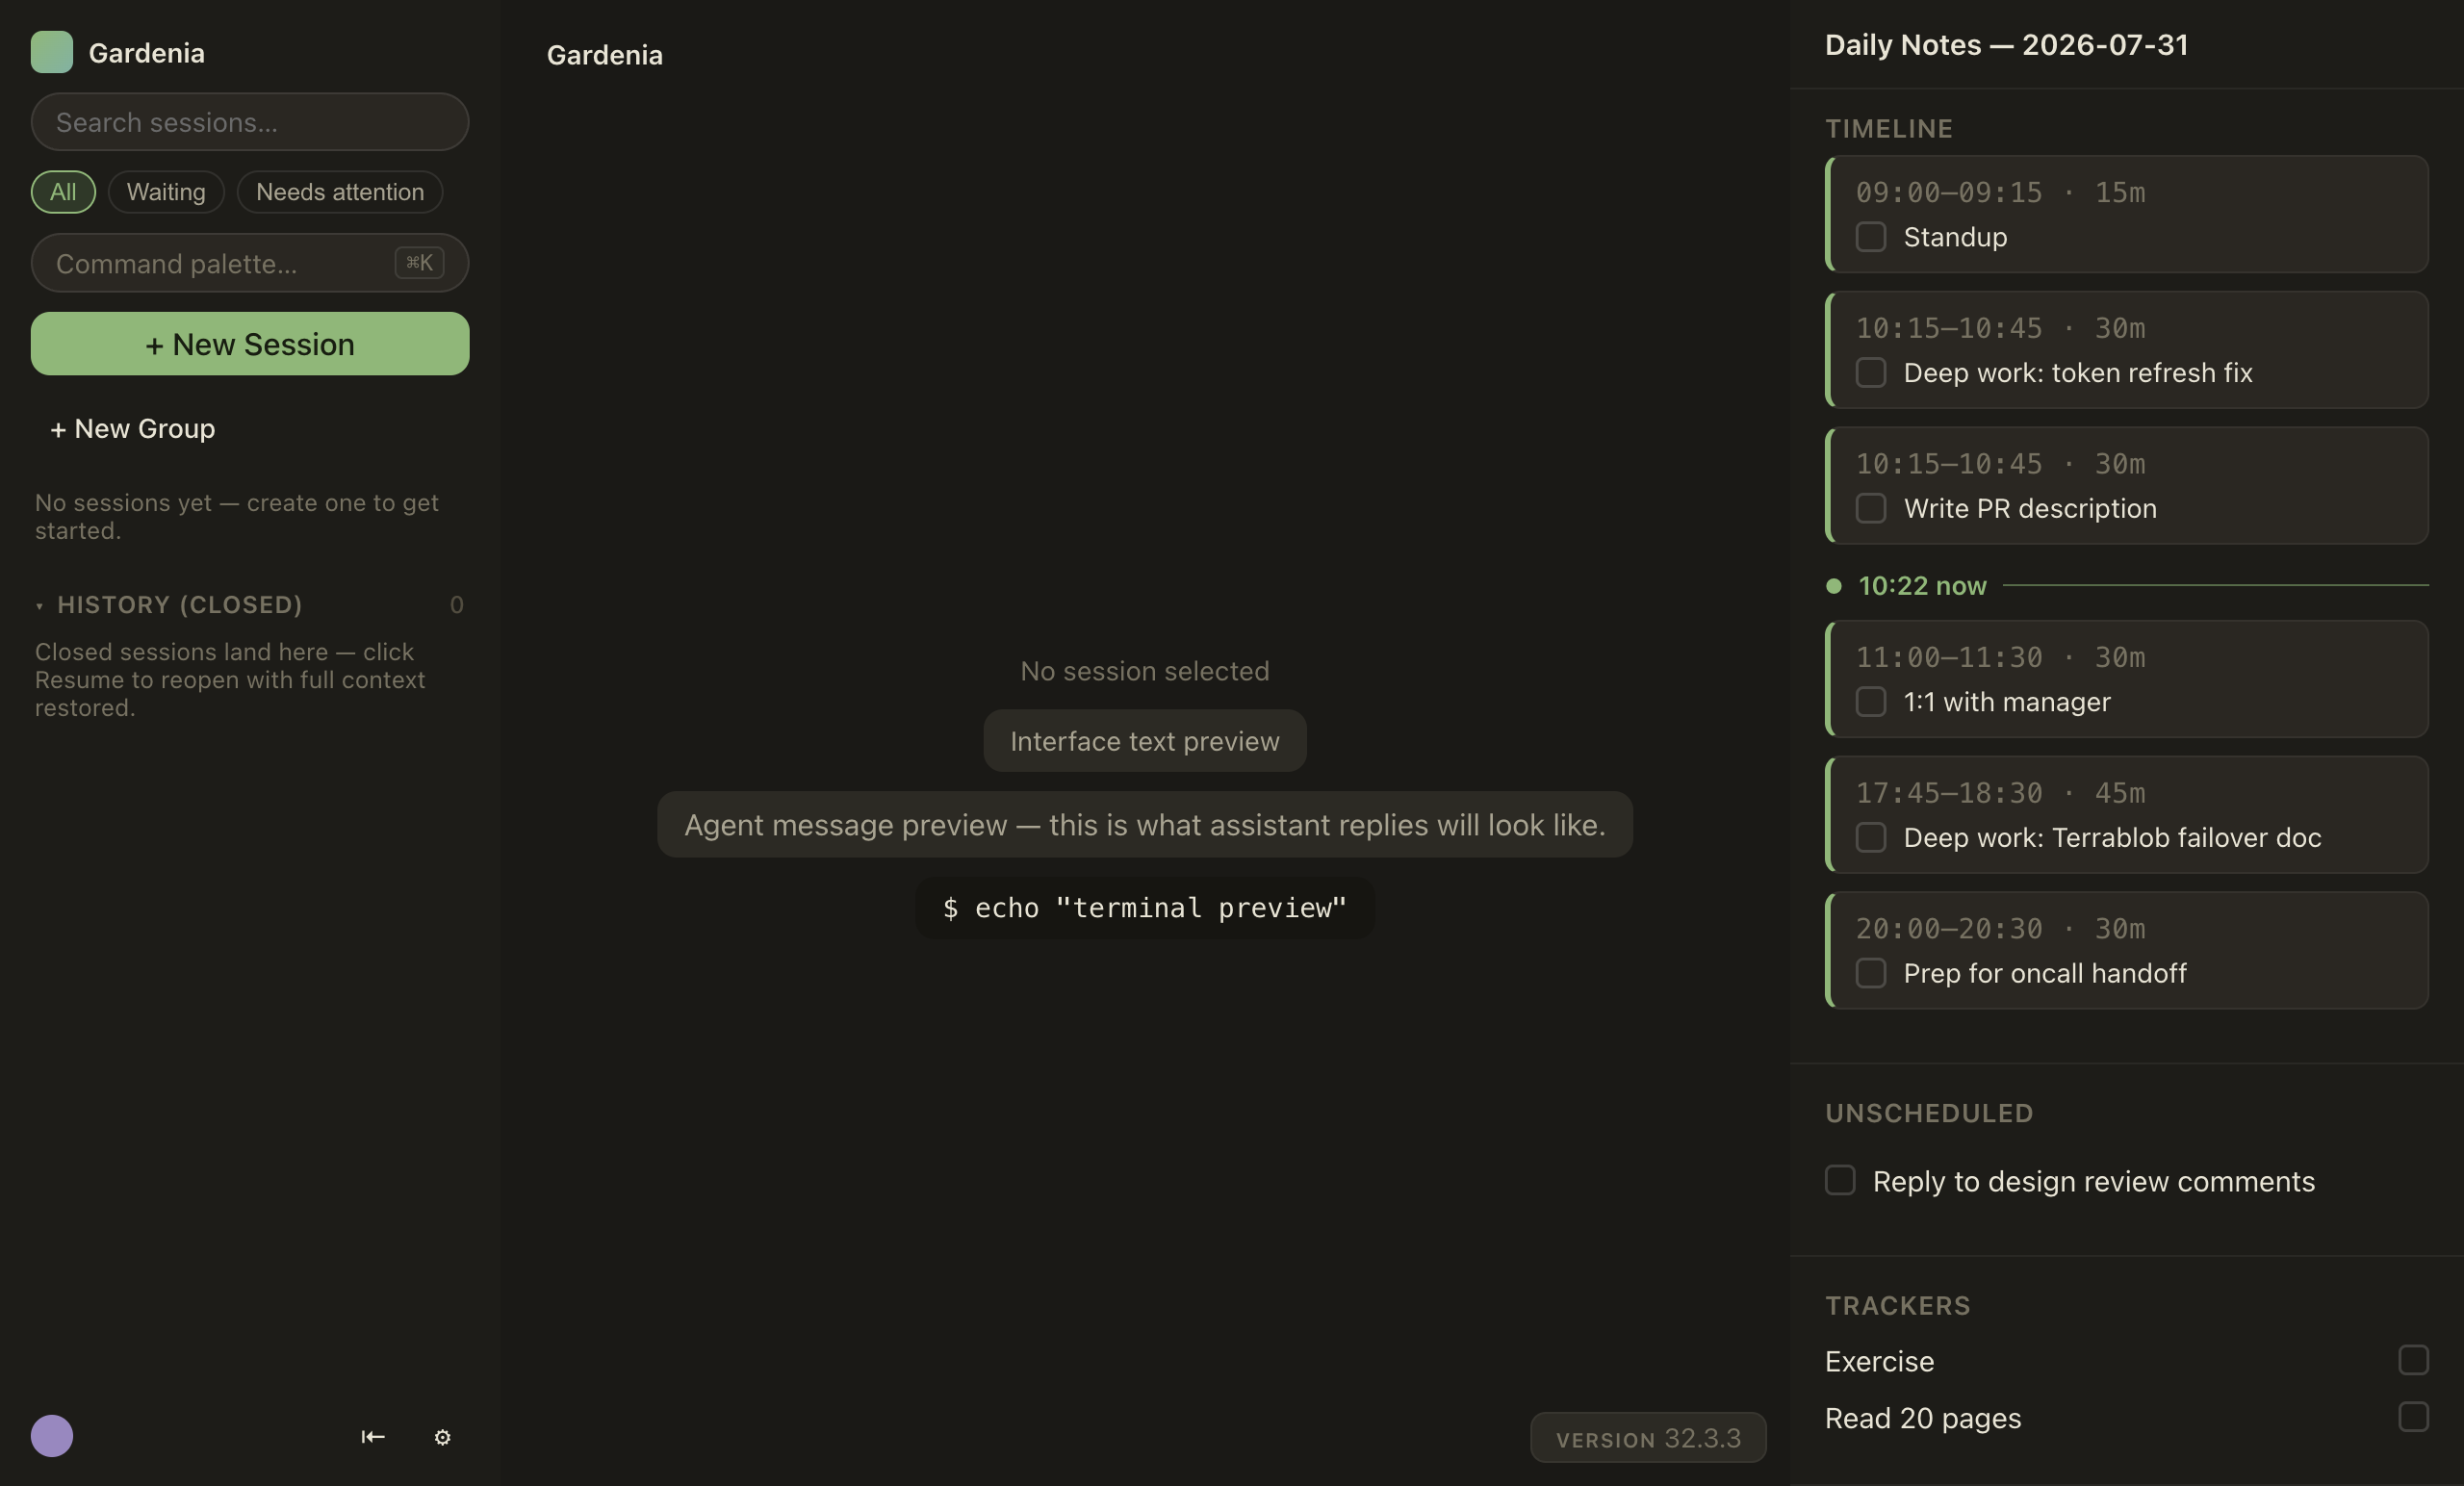 Gardenia
Search sessions...
All
Waiting
Needs attention
Command palette...
⌘K
+ New Session
+ New Group
No sessions yet — create one to get
started.
▾ HISTORY (CLOSED) 0
Closed sessions land here — click
Resume to reopen with full context
restored.
Gardenia
No session selected
Interface text preview
Agent message preview — this is what assistant replies will look like.
$ echo "terminal preview"
VERSION 32.3.3
Daily Notes — 2026-07-31
TIMELINE
09:00–09:15 · 15m
Standup
10:15–10:45 · 30m
Deep work: token refresh fix
10:15–10:45 · 30m
Write PR description
10:22 now
11:00–11:30 · 30m
1:1 with manager
17:45–18:30 · 45m
Deep work: Terrablob failover doc
20:00–20:30 · 30m
Prep for oncall handoff
UNSCHEDULED
Reply to design review comments
TRACKERS
Exercise
Read 20 pages